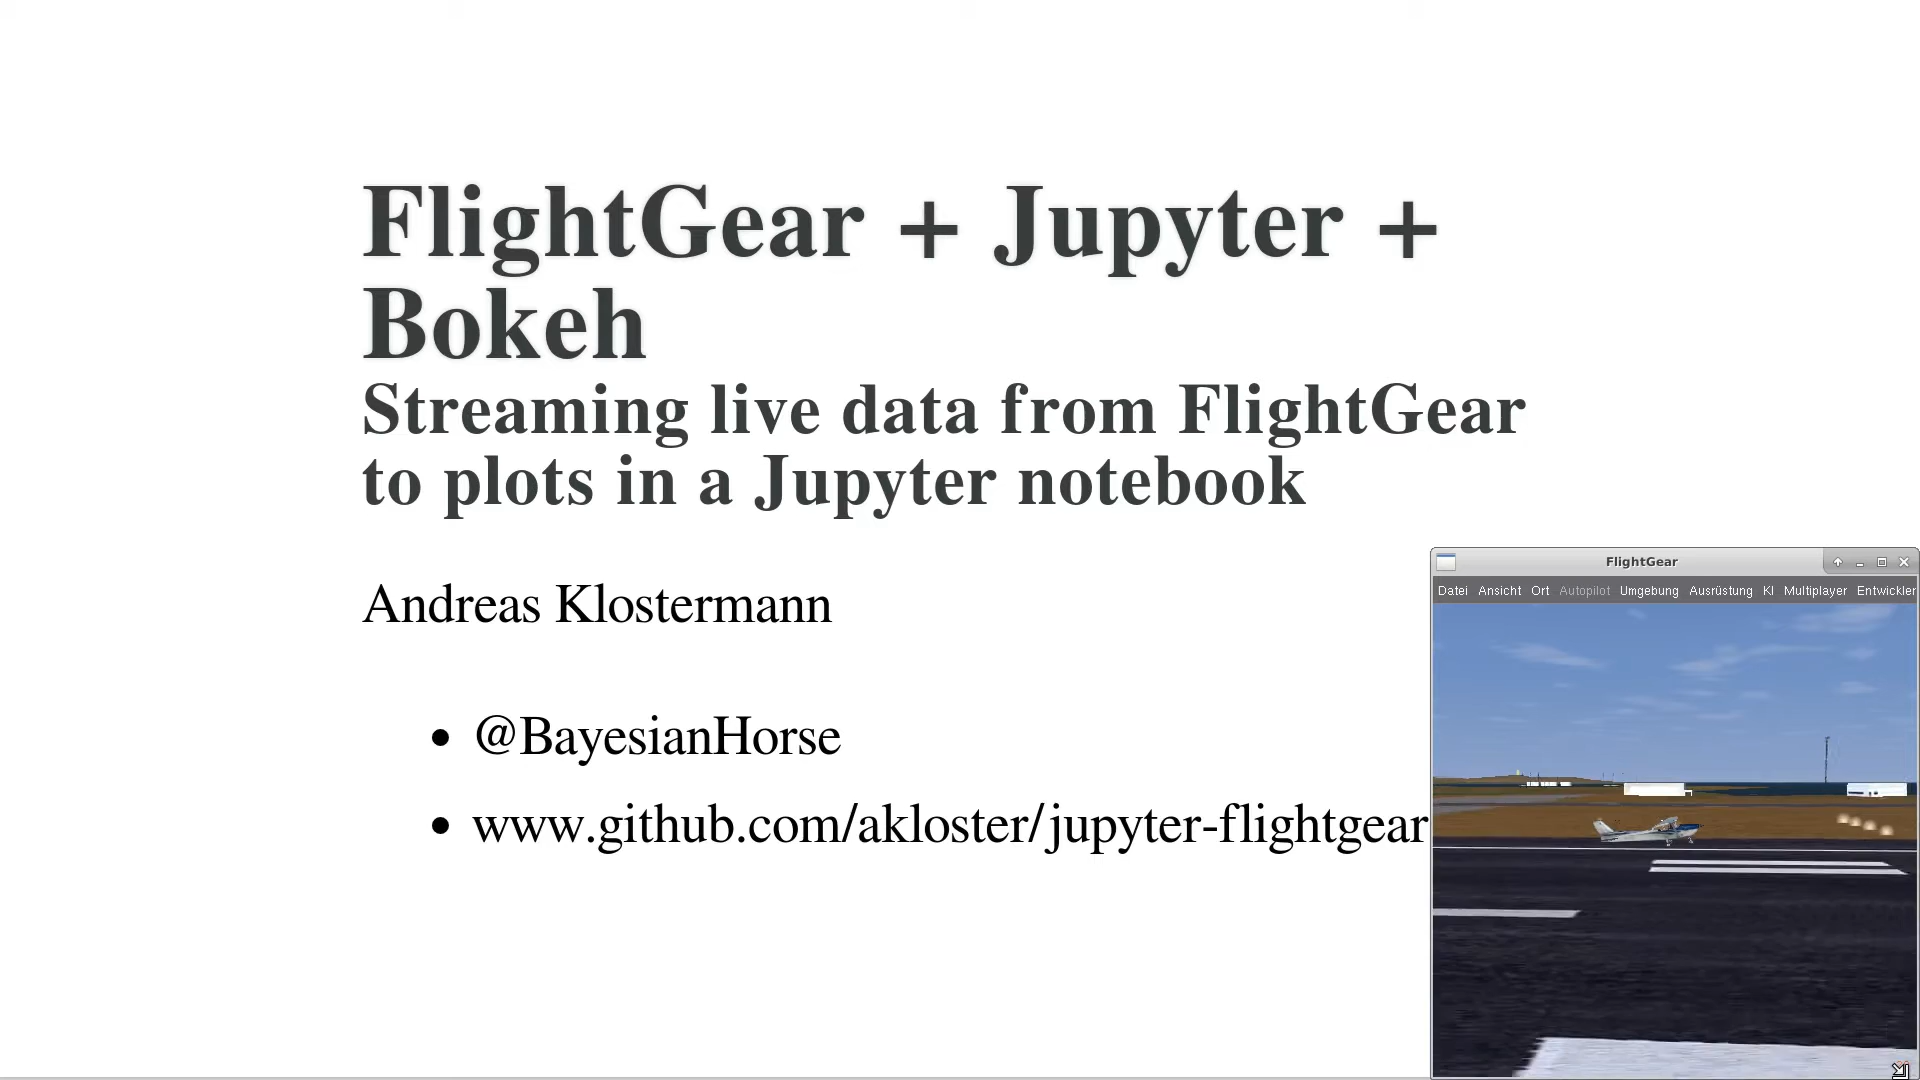 FlightGear + Jupyter +
Bokeh
Streaming live data from FlightGear
to plots in a Jupyter notebook
Andreas Klostermann
• @BayesianHorse
• www.github.com/akloster/jupyter-flightgear
FlightGear
Datei Ansicht Ort Autopilot Umgebung Ausrüstung KI Multiplayer Entwickler